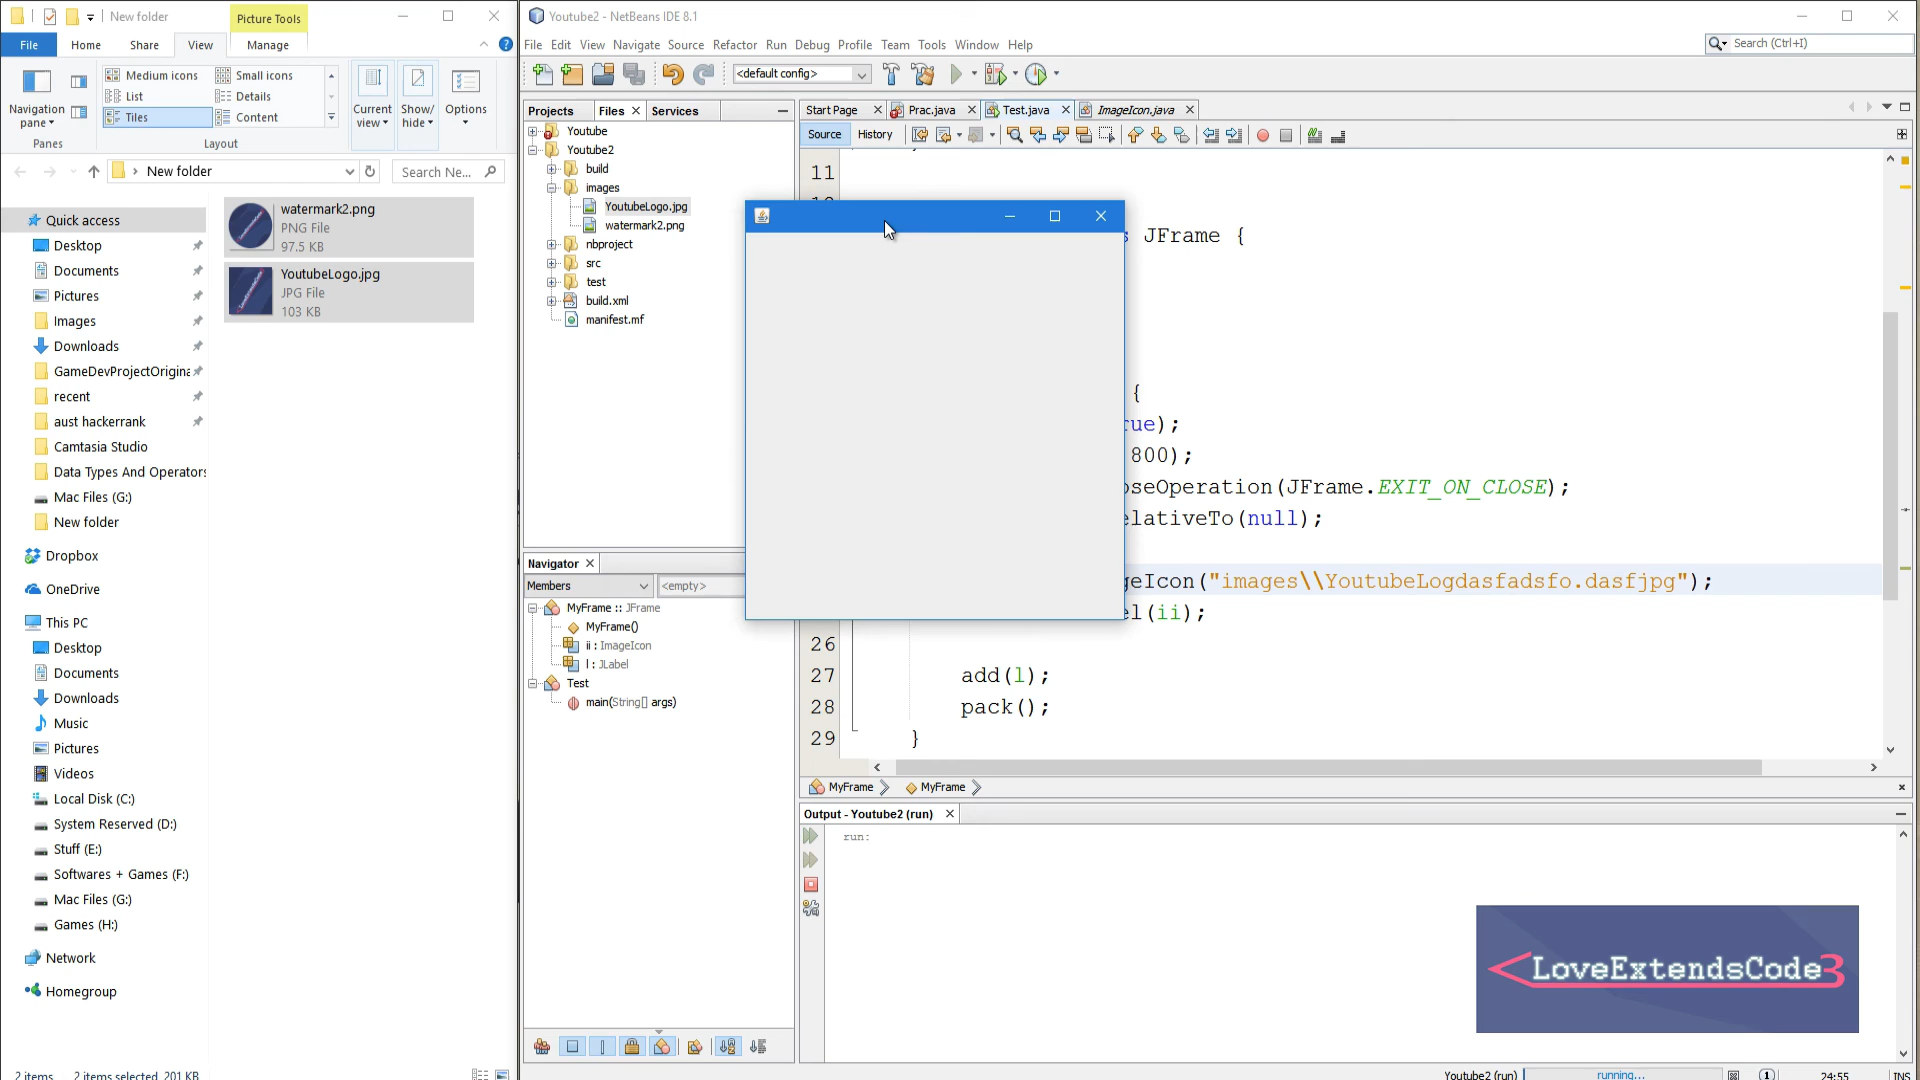 New folder
Picture Tools
File
Home
Share
View
Manage
Navigation pane
Medium icons
Small icons
List
Details
Tiles
Content
Current view
Show/hide
Options
Panes
Layout
New folder
Search Ne...
Quick access
Desktop
Documents
Pictures
Images
Downloads
GameDevProjectOrigina
recent
aust hackerrank
Camtasia Studio
Data Types And Operators
Mac Files (G:)
New folder
Dropbox
OneDrive
This PC
Desktop
Documents
Downloads
Music
Pictures
Videos
Local Disk (C:)
System Reserved (D:)
Stuff (E:)
Softwares + Games (F:)
Mac Files (G:)
Games (H:)
Network
Homegroup
watermark2.png
PNG File
97.5 KB
YoutubeLogo.jpg
JPG File
103 KB
2 items 2 items selected 201 KB
Youtube2 - NetBeans IDE 8.1
File Edit View Navigate Source Refactor Run Debug Profile Team Tools Window Help
Search (Ctrl+I)
<default config>
Projects Files Services
Youtube
Youtube2
build
images
YoutubeLogo.jpg
watermark2.png
nbproject
src
test
build.xml
manifest.mf
Navigator
Members <empty>
MyFrame :: JFrame
MyFrame()
ii : ImageIcon
l : JLabel
Test
main(String[] args)
Start Page Prac.java Test.java ImageIcon.java
Source History
11
JFrame {
{
rue);
800);
oseOperation(JFrame.EXIT_ON_CLOSE);
elativeTo(null);
geIcon("images\\YoutubeLogdasfadsfo.dasfjpg");
el(ii);
26
27 add(l);
28 pack();
29 }
MyFrame MyFrame
Output - Youtube2 (run)
run:
<LoveExtendsCode3
Youtube2 (run) running... 1 24:55 INS